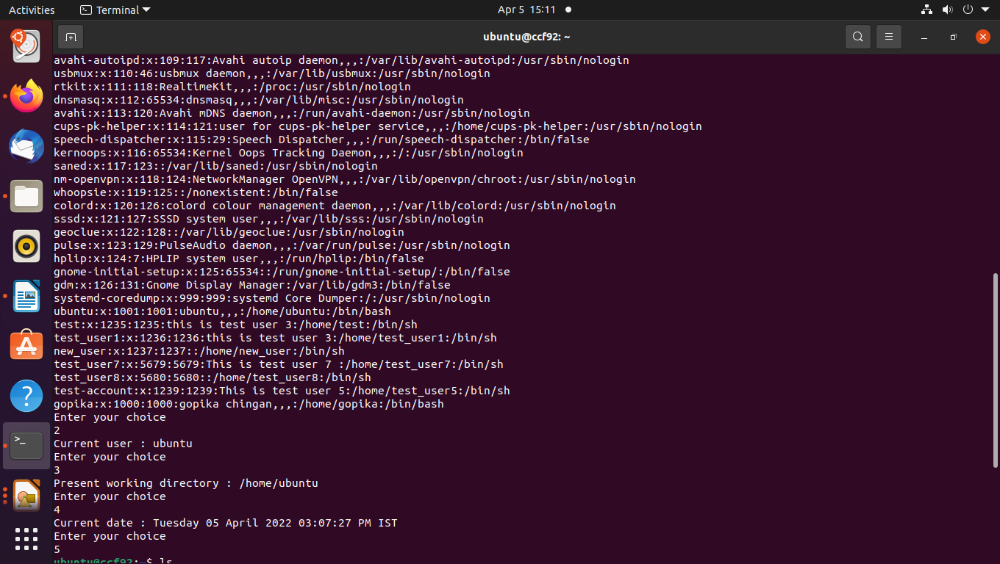 Activities
Terminal
Apr 5 15:11
ubuntu@ccf92: ~
avahi-autoipd:x:109:117:Avahi autoip daemon,,,:/var/lib/avahi-autoipd:/usr/sbin/nologin
usbmux:x:110:46:usbmux daemon,,,:/var/lib/usbmux:/usr/sbin/nologin
rtkit:x:111:118:RealtimeKit,,,:/proc:/usr/sbin/nologin
dnsmasq:x:112:65534:dnsmasq,,,:/var/lib/misc:/usr/sbin/nologin
avahi:x:113:120:Avahi mDNS daemon,,,:/run/avahi-daemon:/usr/sbin/nologin
cups-pk-helper:x:114:121:user for cups-pk-helper service,,,:/home/cups-pk-helper:/usr/sbin/nologin
speech-dispatcher:x:115:29:Speech Dispatcher,,,:/run/speech-dispatcher:/bin/false
kernoops:x:116:65534:Kernel Oops Tracking Daemon,,,:/:/usr/sbin/nologin
saned:x:117:123::/var/lib/saned:/usr/sbin/nologin
nm-openvpn:x:118:124:NetworkManager OpenVPN,,,:/var/lib/openvpn/chroot:/usr/sbin/nologin
whoopsie:x:119:125::/nonexistent:/bin/false
colord:x:120:126:colord colour management daemon,,,:/var/lib/colord:/usr/sbin/nologin
sssd:x:121:127:SSSD system user,,,:/var/lib/sss:/usr/sbin/nologin
geoclue:x:122:128::/var/lib/geoclue:/usr/sbin/nologin
pulse:x:123:129:PulseAudio daemon,,,:/var/run/pulse:/usr/sbin/nologin
hplip:x:124:7:HPLIP system user,,,:/run/hplip:/bin/false
gnome-initial-setup:x:125:65534::/run/gnome-initial-setup/:/bin/false
gdm:x:126:131:Gnome Display Manager:/var/lib/gdm3:/bin/false
systemd-coredump:x:999:999:systemd Core Dumper:/:/usr/sbin/nologin
ubuntu:x:1001:1001:ubuntu,,,:/home/ubuntu:/bin/bash
test:x:1235:1235:this is test user 3:/home/test:/bin/sh
test_user1:x:1236:1236:this is test user 3:/home/test_user1:/bin/sh
new_user:x:1237:1237::/home/new_user:/bin/sh
test_user7:x:5679:5679:This is test user 7 :/home/test_user7:/bin/sh
test_user8:x:5680:5680::/home/test_user8:/bin/sh
test-account:x:1239:1239:This is test user 5:/home/test_user5:/bin/sh
gopika:x:1000:1000:gopika chingan,,,:/home/gopika:/bin/bash
Enter your choice
2
Current user : ubuntu
Enter your choice
3
Present working directory : /home/ubuntu
Enter your choice
4
Current date : Tuesday 05 April 2022 03:07:27 PM IST
Enter your choice
5
ubuntu@ccf92:~$ ls